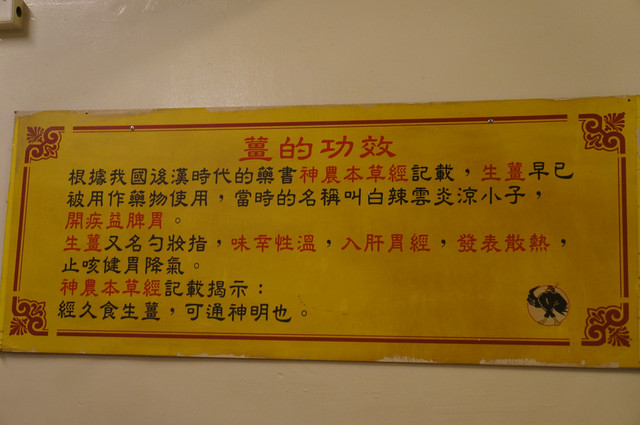 薑的功效
根據我國後漢時代的藥書神農本草經記載，生薑早已
被用作藥物使用，當時的名稱叫白辣雲炎涼小子，
開疾益脾胃。
生薑又名勻妝指，味幸性溫，入肝胃經，發表散熱，
止咳健胃降氣。
神農本草經記載揭示：
經久食生薑，可通神明也。